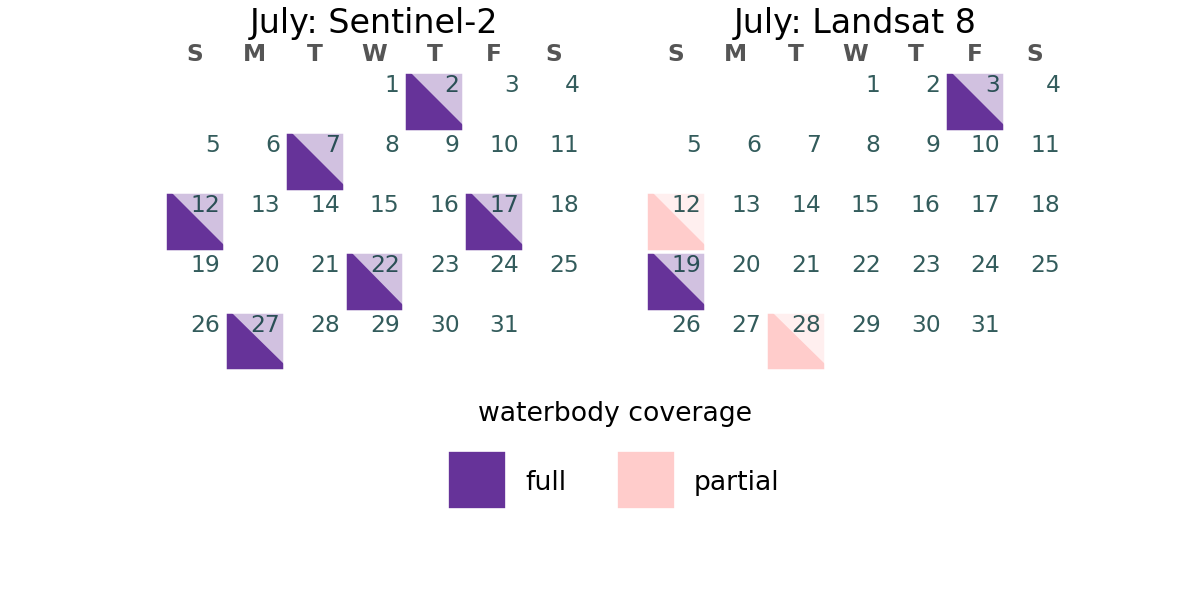 July: Sentinel-2
S M T W T F S
1 2 3 4
5 6 7 8 9 10 11
12 13 14 15 16 17 18
19 20 21 22 23 24 25
26 27 28 29 30 31
July: Landsat 8
S M T W T F S
1 2 3 4
5 6 7 8 9 10 11
12 13 14 15 16 17 18
19 20 21 22 23 24 25
26 27 28 29 30 31
waterbody coverage
full
partial